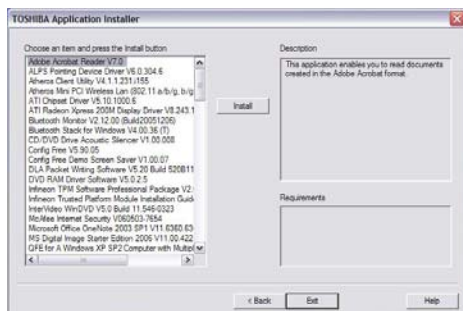 TOSHIBA Application Installer
Choose an item and press the Install button
Adobe Acrobat Reader V7.0
ALPS Pointing Device Driver V6.0.304.6
Atheros Client Utility V4.1.1.231/155
Atheros Mini PCI Wireless Lan (802.11 a/b/g, b/g
ATI Chipset Driver V5.10.1000.6
ATI Radeon Xpress 200M Display Driver V8.243.1
Bluetooth Monitor V2.12.00 (Build20051206)
Bluetooth Stack for Windows V4.00.36 (T)
CD/DVD Drive Acoustic Silencer V1.00.008
Config Free V5.90.05
Config Free Demo Screen Saver V1.00.07
DLA Packet Writing Software V5.20 Build 520B11
DVD RAM Driver Software V5.0.2.5
Infineon TPM Software Professional Package V2.
Infineon Trusted Platform Module Installation Guid
InterVideo WinDVD V5.0 Build 11.546-0323
McAfee Internet Security V060503-7654
Microsoft Office OneNote 2003 SP1 V11.6360.63
MS Digital Image Starter Edition 2006 V11.00.422
QFE for A Windows XP SP2 Computer with Multipl
Install
Description
This application enables you to read documents
created in the Adobe Acrobat format.
Requirements
< Back
Exit
Help